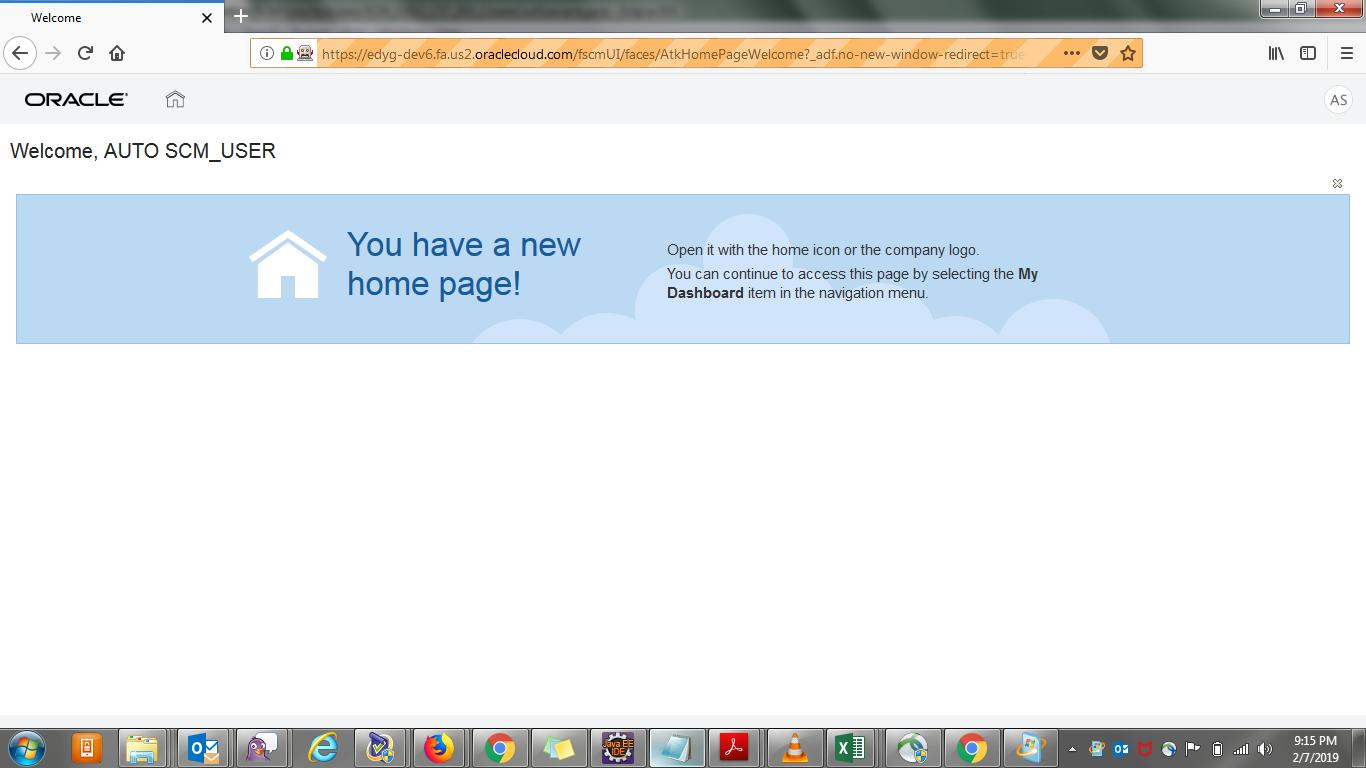 Welcome
https://edyg-dev6.fa.us2.oraclecloud.com/fscmUI/faces/AtkHomePageWelcome?_adf.no-new-window-redirect=true
ORACLE
AS
Welcome, AUTO SCM_USER
You have a new
home page!
Open it with the home icon or the company logo.
You can continue to access this page by selecting the My
Dashboard item in the navigation menu.
Java EE
IDE
9:15 PM
2/7/2019